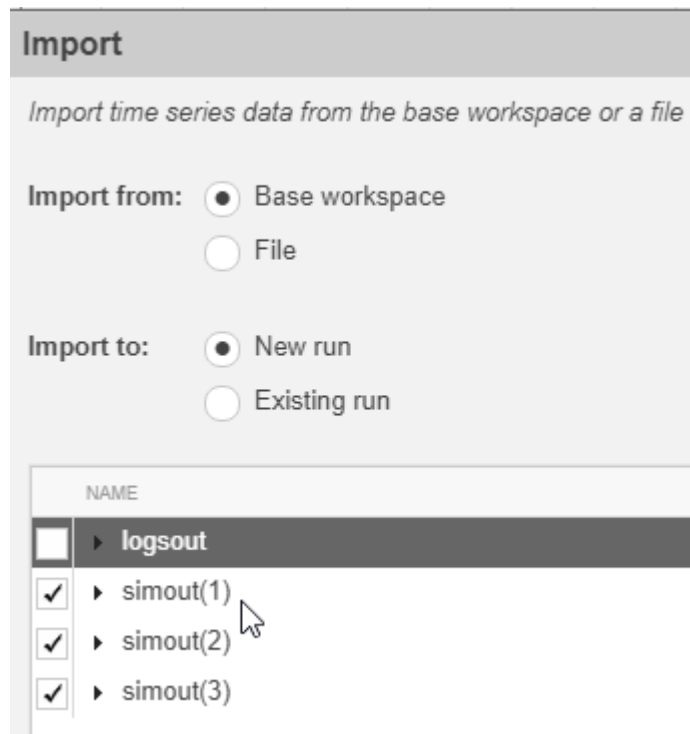 Import
Import time series data from the base workspace or a file
Import from: Base workspace
File
Import to: New run
Existing run
NAME
logsout
simout(1)
simout(2)
simout(3)